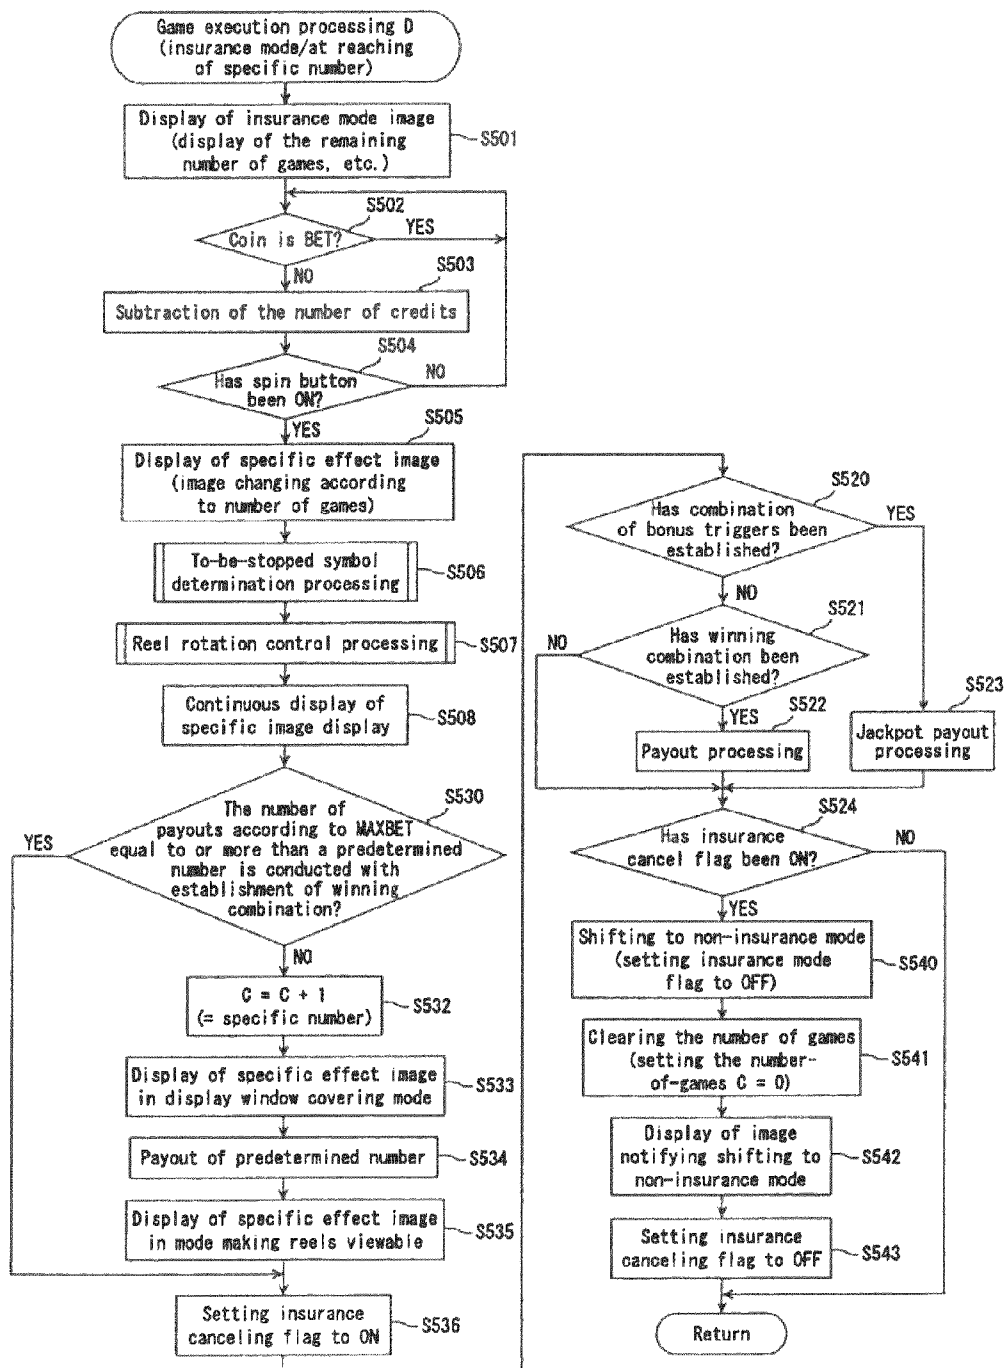 Game execution processing D
(insurance mode/at reaching
of specific number)
Display of insurance mode image
(display of the remaining
number of games, etc.)
S501
S502
Coin is BET?
YES
NO
S503
Subtraction of the number of credits
S504
Has spin button
been ON?
NO
YES
S505
Display of specific effect image
(image changing according
to number of games)
To-be-stopped symbol
determination processing
S506
Reel rotation control processing
S507
Continuous display of
specific image display
S508
S530
The number of
payouts according to MAXBET
equal to or more than a predetermined
number is conducted with
establishment of winning
combination?
YES
NO
C = C + 1
(= specific number)
S532
Display of specific effect image
in display window covering mode
S533
Payout of predetermined number
S534
Display of specific effect image
in mode making reels viewable
S535
Setting insurance
canceling flag to ON
S536
S520
Has combination
of bonus triggers been
established?
YES
NO
S521
Has winning
combination been
established?
NO
YES
S522
Payout processing
S523
Jackpot payout
processing
S524
Has insurance
cancel flag been ON?
NO
YES
Shifting to non-insurance mode
(setting insurance mode
flag to OFF)
S540
Clearing the number of games
(setting the number-
of-games C = 0)
S541
Display of image
notifying shifting to
non-insurance mode
S542
Setting insurance
canceling flag to OFF
S543
Return